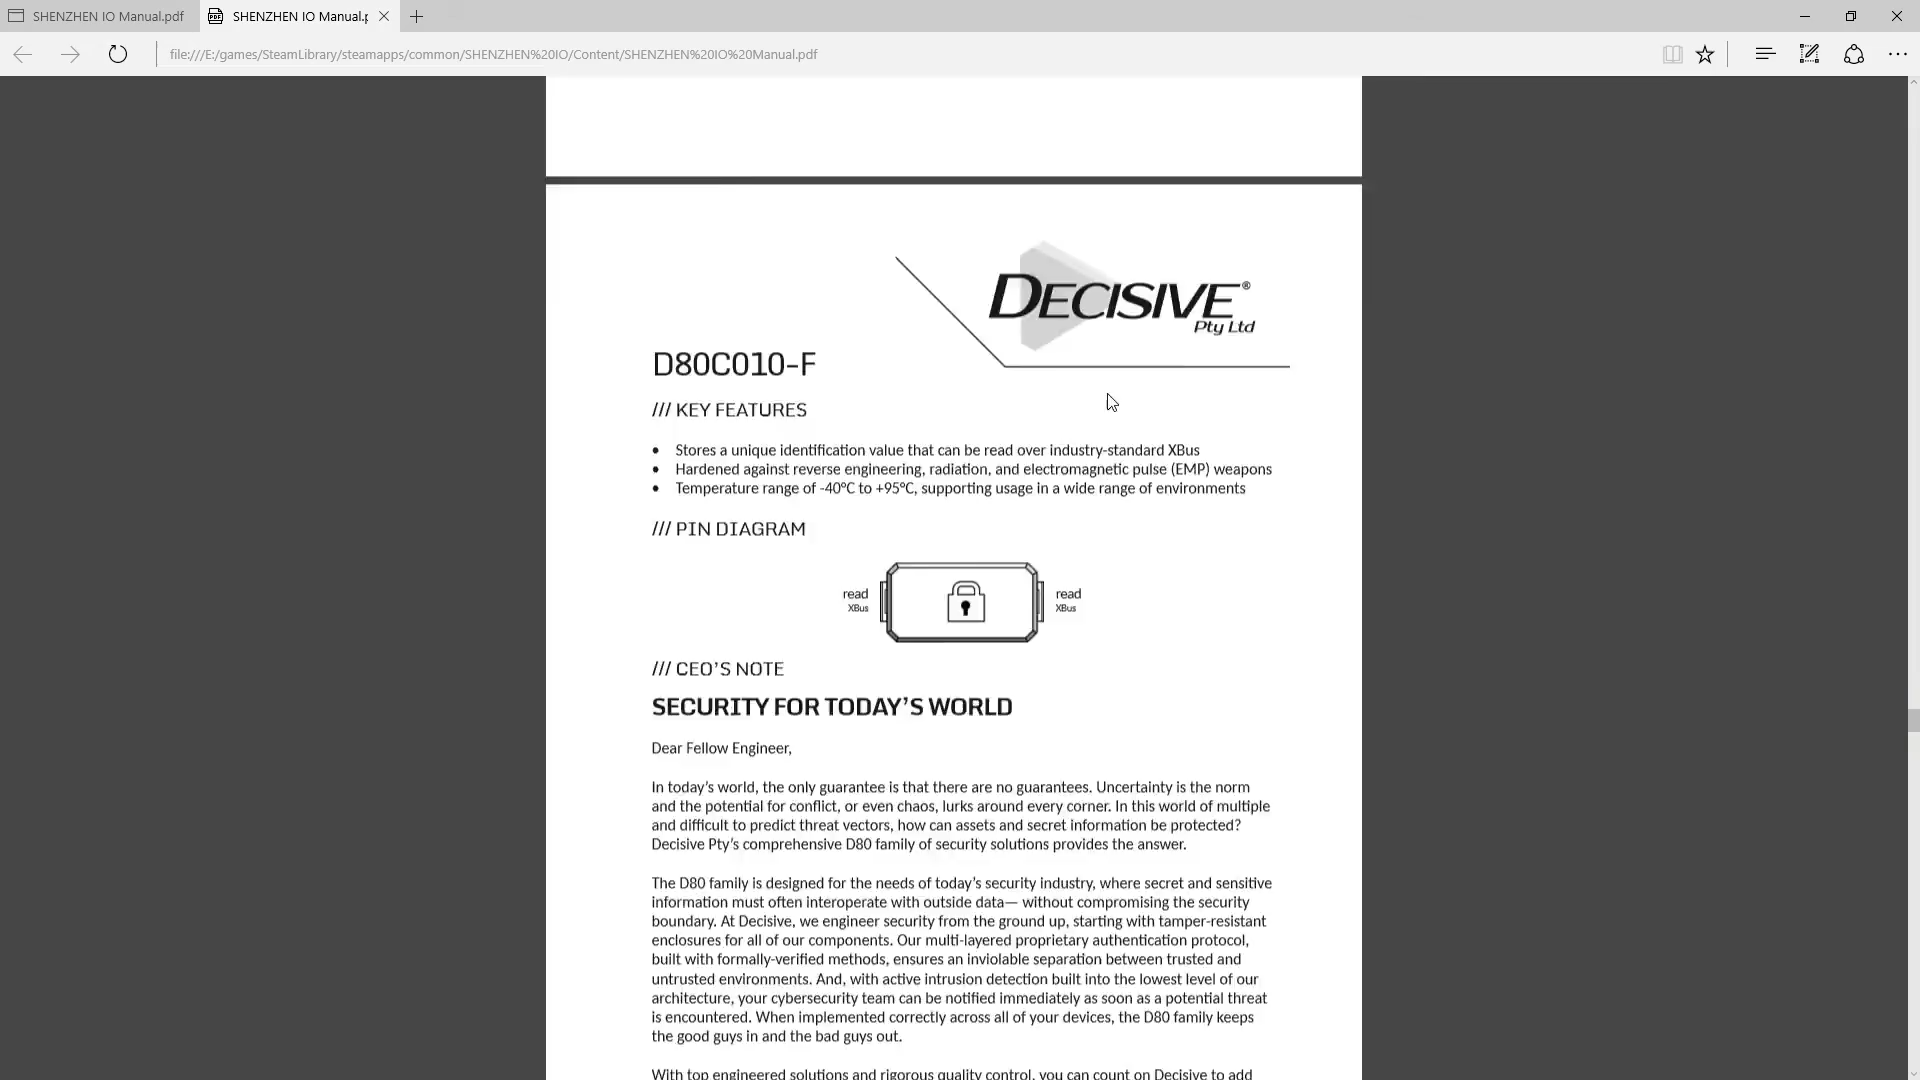 SHENZHEN IO Manual.pdf
SHENZHEN IO Manual.p
file:///E:/games/SteamLibrary/steamapps/common/SHENZHEN%20IO/Content/SHENZHEN%20IO%20Manual.pdf
DECISIVE®
Pty Ltd
D80C010-F
/// KEY FEATURES
• Stores a unique identification value that can be read over industry-standard XBus
• Hardened against reverse engineering, radiation, and electromagnetic pulse (EMP) weapons
• Temperature range of -40°C to +95°C, supporting usage in a wide range of environments
/// PIN DIAGRAM
read read
XBus XBus
/// CEO’S NOTE
SECURITY FOR TODAY’S WORLD
Dear Fellow Engineer,
In today’s world, the only guarantee is that there are no guarantees. Uncertainty is the norm
and the potential for conflict, or even chaos, lurks around every corner. In this world of multiple
and difficult to predict threat vectors, how can assets and secret information be protected?
Decisive Pty’s comprehensive D80 family of security solutions provides the answer.
The D80 family is designed for the needs of today’s security industry, where secret and sensitive
information must often interoperate with outside data— without compromising the security
boundary. At Decisive, we engineer security from the ground up, starting with tamper-resistant
enclosures for all of our components. Our multi-layered proprietary authentication protocol,
built with formally-verified methods, ensures an inviolable separation between trusted and
untrusted environments. And, with active intrusion detection built into the lowest level of our
architecture, your cybersecurity team can be notified immediately as soon as a potential threat
is encountered. When implemented correctly across all of your devices, the D80 family keeps
the good guys in and the bad guys out.
With top engineered solutions and rigorous quality control, you can count on Decisive to add